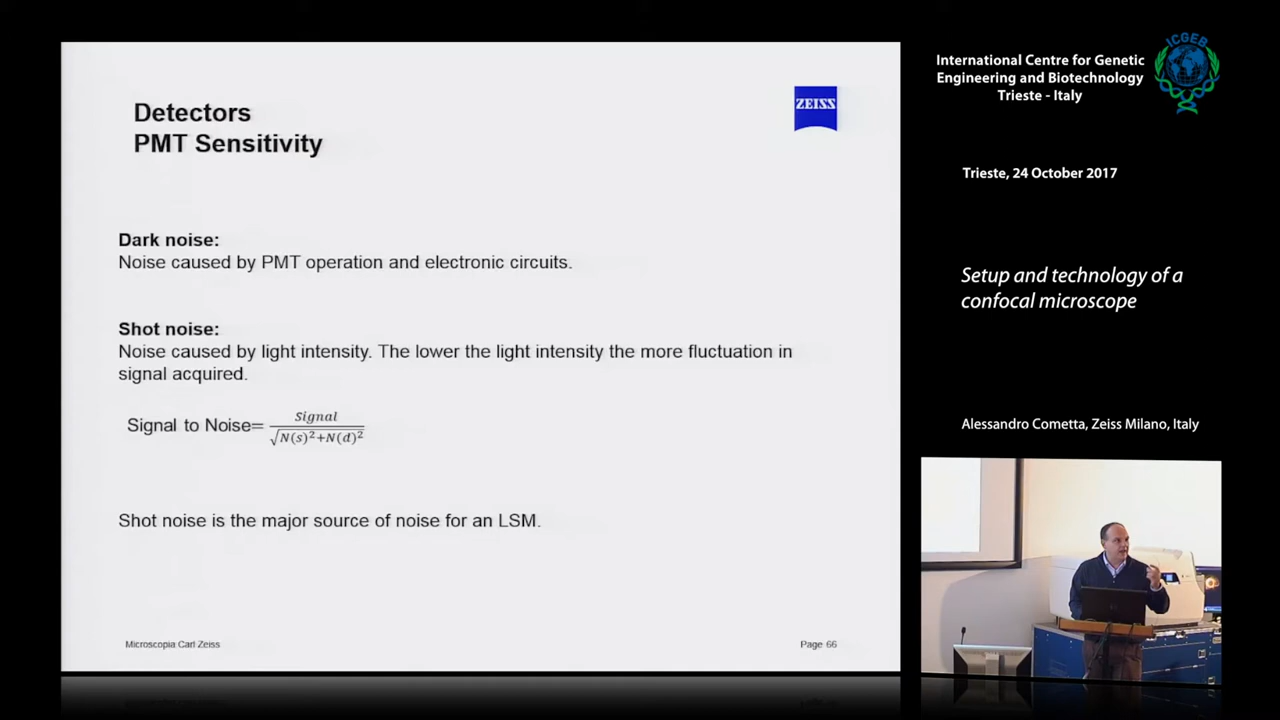 Detectors
PMT Sensitivity
ZEISS
Dark noise:
Noise caused by PMT operation and electronic circuits.
Shot noise:
Noise caused by light intensity. The lower the light intensity the more fluctuation in
signal acquired.
Signal to Noise= Signal / √N(s)²+N(d)²
Shot noise is the major source of noise for an LSM.
Microscopia Carl Zeiss
Page 66
International Centre for Genetic
Engineering and Biotechnology
Trieste - Italy
ICGEB
Trieste, 24 October 2017
Setup and technology of a
confocal microscope
Alessandro Cometta, Zeiss Milano, Italy